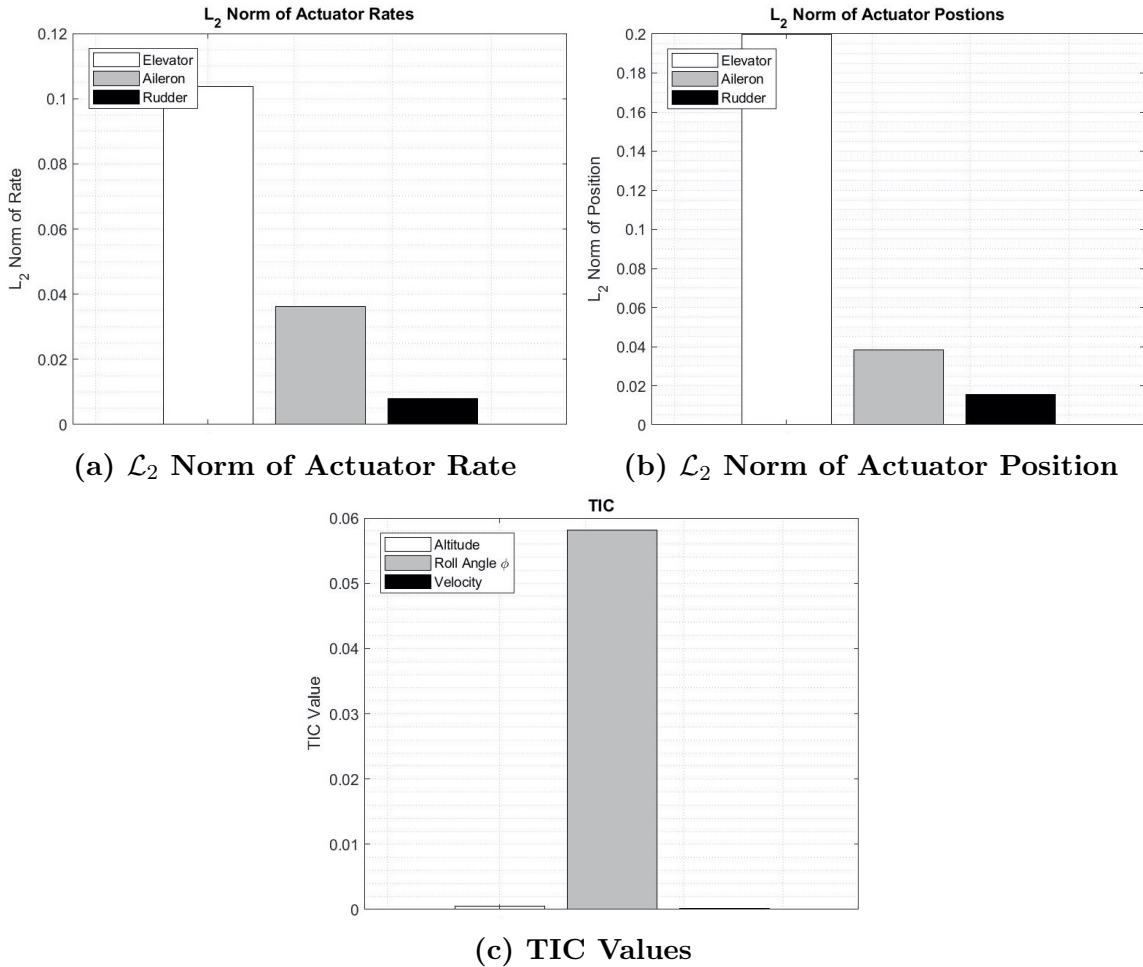 L₂ Norm of Actuator Rates
0.12
0.1
0.08
0.06
0.04
0.02
0
L₂ Norm of Rate
Elevator
Aileron
Rudder
(a) ℒ₂ Norm of Actuator Rate
L₂ Norm of Actuator Postions
0.2
0.18
0.16
0.14
0.12
0.1
0.08
0.06
0.04
0.02
0
L₂ Norm of Position
Elevator
Aileron
Rudder
(b) ℒ₂ Norm of Actuator Position
TIC
0.06
0.05
0.04
0.03
0.02
0.01
0
TIC Value
Altitude
Roll Angle ϕ
Velocity
(c) TIC Values